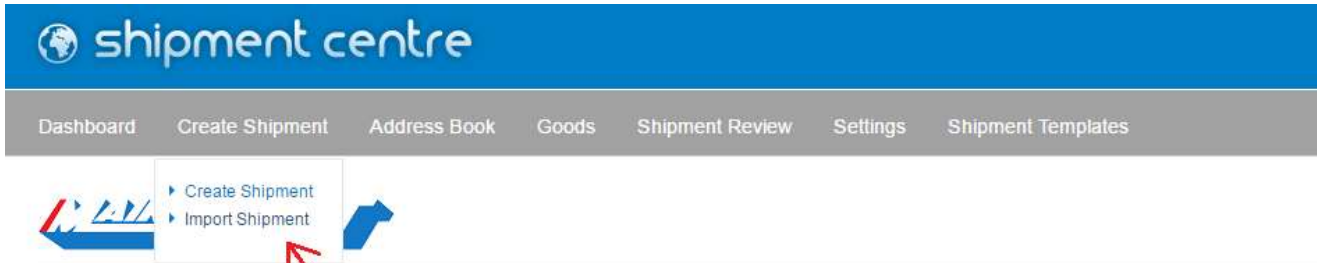 shipment centre
Dashboard Create Shipment Address Book Goods Shipment Review Settings Shipment Templates
Create Shipment
Import Shipment